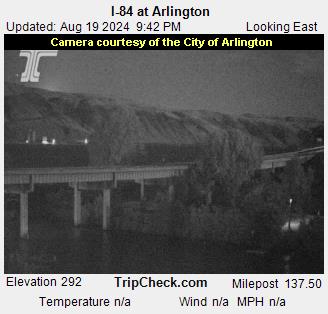 I-84 at Arlington
Updated: Aug 19 2024 9:42 PM Looking East
Camera courtesy of the City of Arlington
Elevation 292 TripCheck.com Milepost 137.50
Temperature n/a Wind n/a MPH n/a